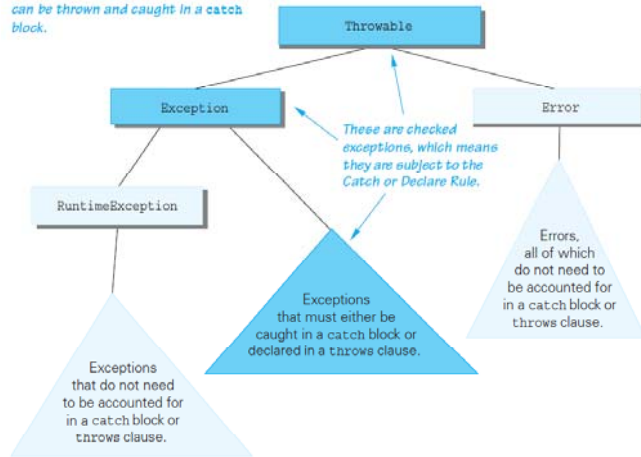 can be thrown and caught in a catch
block.
Throwable
Exception
Error
These are checked
exceptions, which means
they are subject to the
Catch or Declare Rule.
RuntimeException
Errors,
all of which
do not need to
be accounted for
in a catch block or
throws clause.
Exceptions
that must either be
caught in a catch block or
declared in a throws clause.
Exceptions
that do not need
to be accounted for
in a catch block or
throws clause.